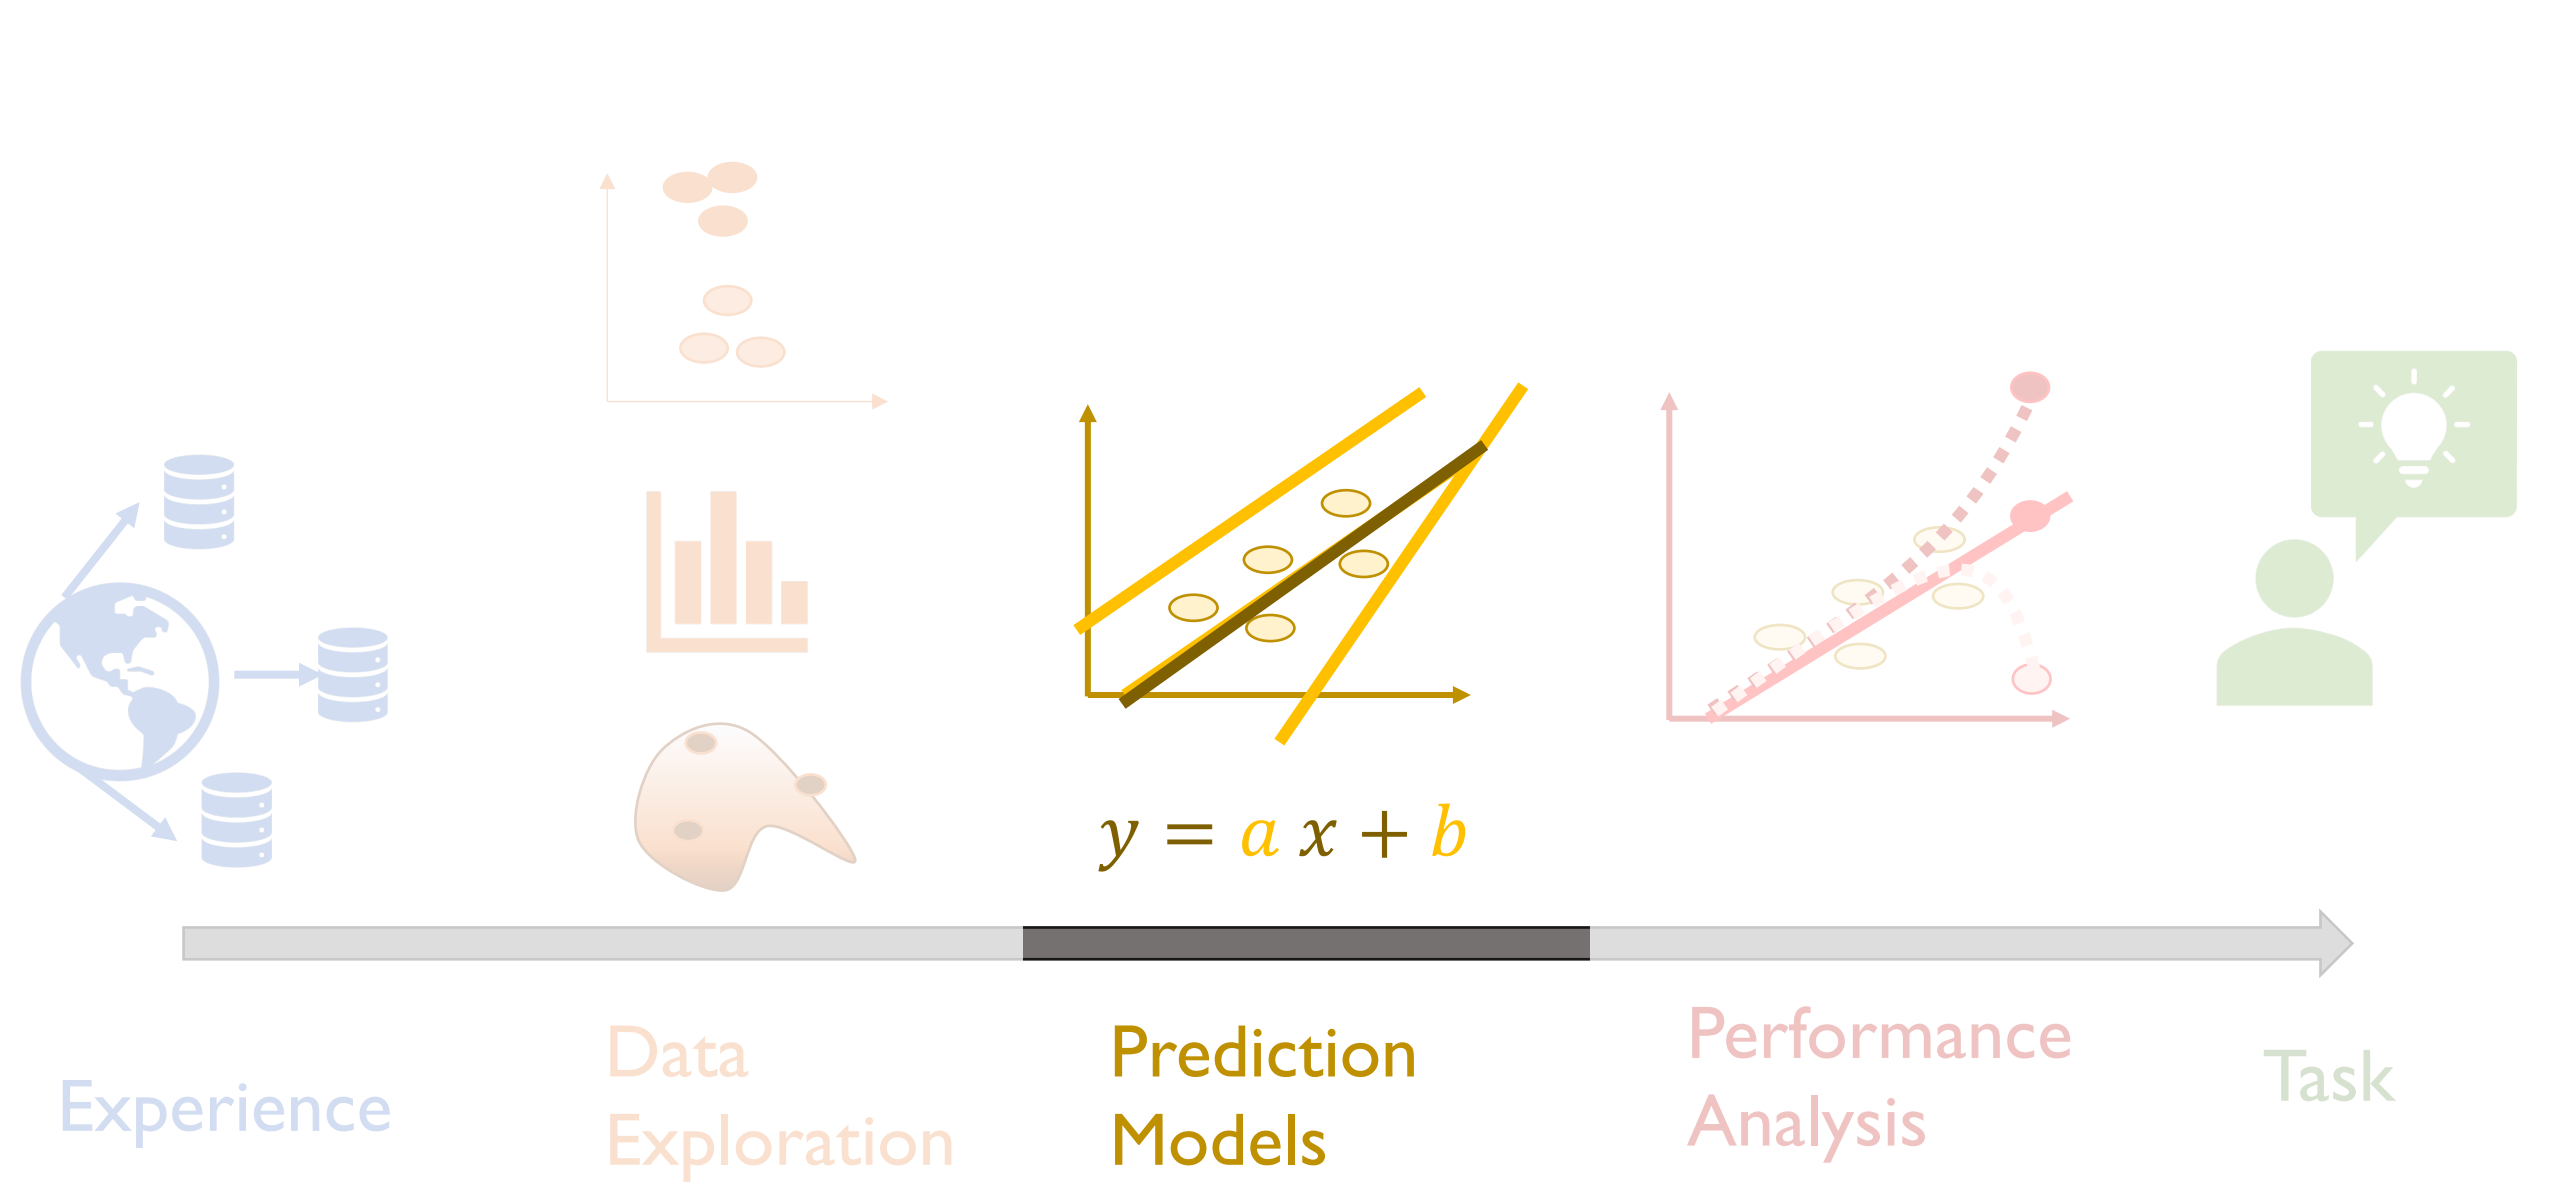 y = a x + b
Experience
Data
Exploration
Prediction
Models
Performance
Analysis
Task